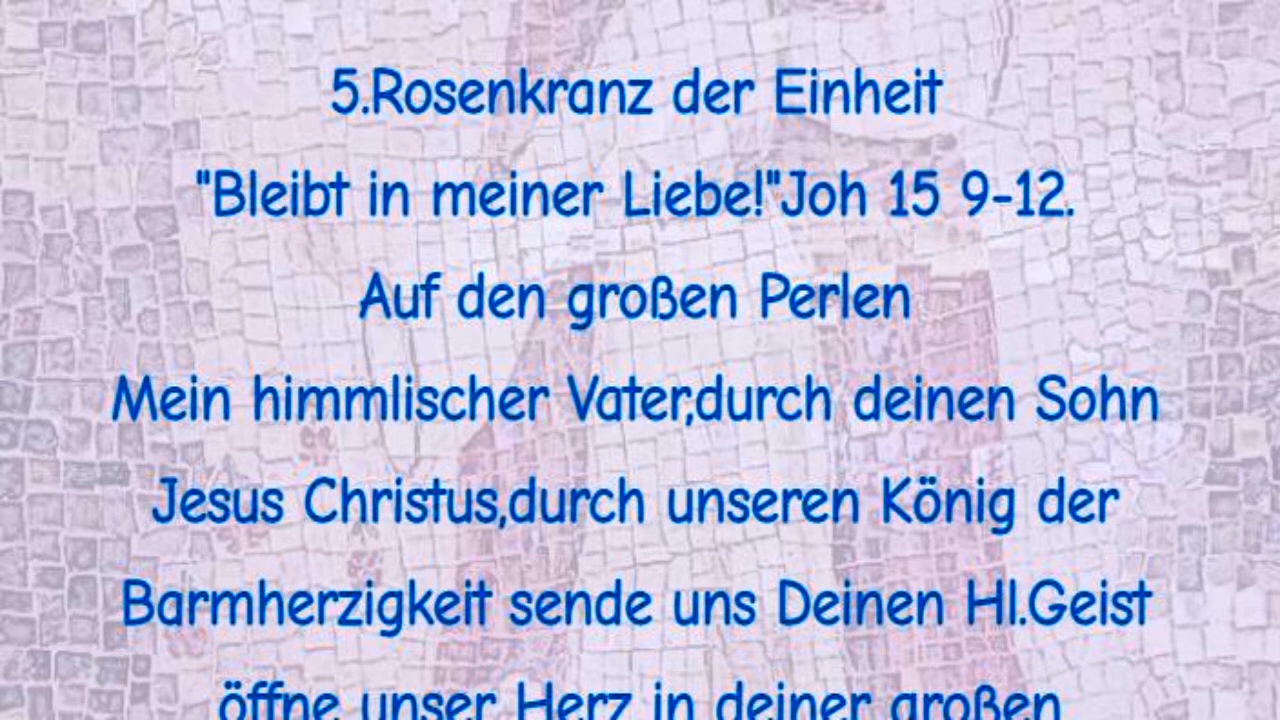 5.Rosenkranz der Einheit
"Bleibt in meiner Liebe!"Joh 15 9-12.
Auf den großen Perlen
Mein himmlischer Vater,durch deinen Sohn
Jesus Christus,durch unseren König der
Barmherzigkeit sende uns Deinen Hl.Geist
öffne unser Herz in deiner großen